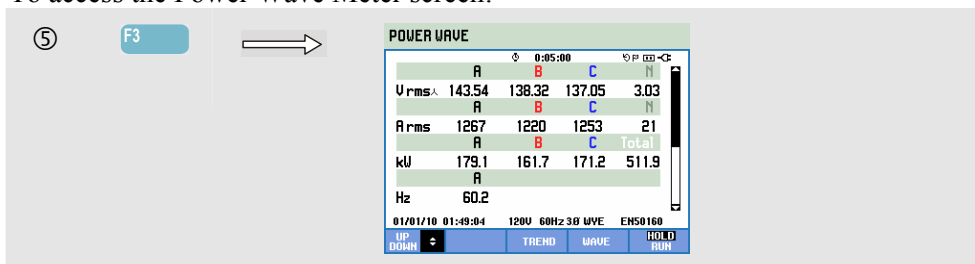 To access the Power Wave Meter screen:
⑤ F3
POWER WAVE
0:05:00
A B C N
V rms⅄ 143.54 138.32 137.05 3.03
A B C N
A rms 1267 1220 1253 21
A B C Total
kW 179.1 161.7 171.2 511.9
A
Hz 60.2
01/01/10 01:49:04 120V 60Hz 3Ø WYE EN50160
UP DOWN TREND WAVE HOLD RUN